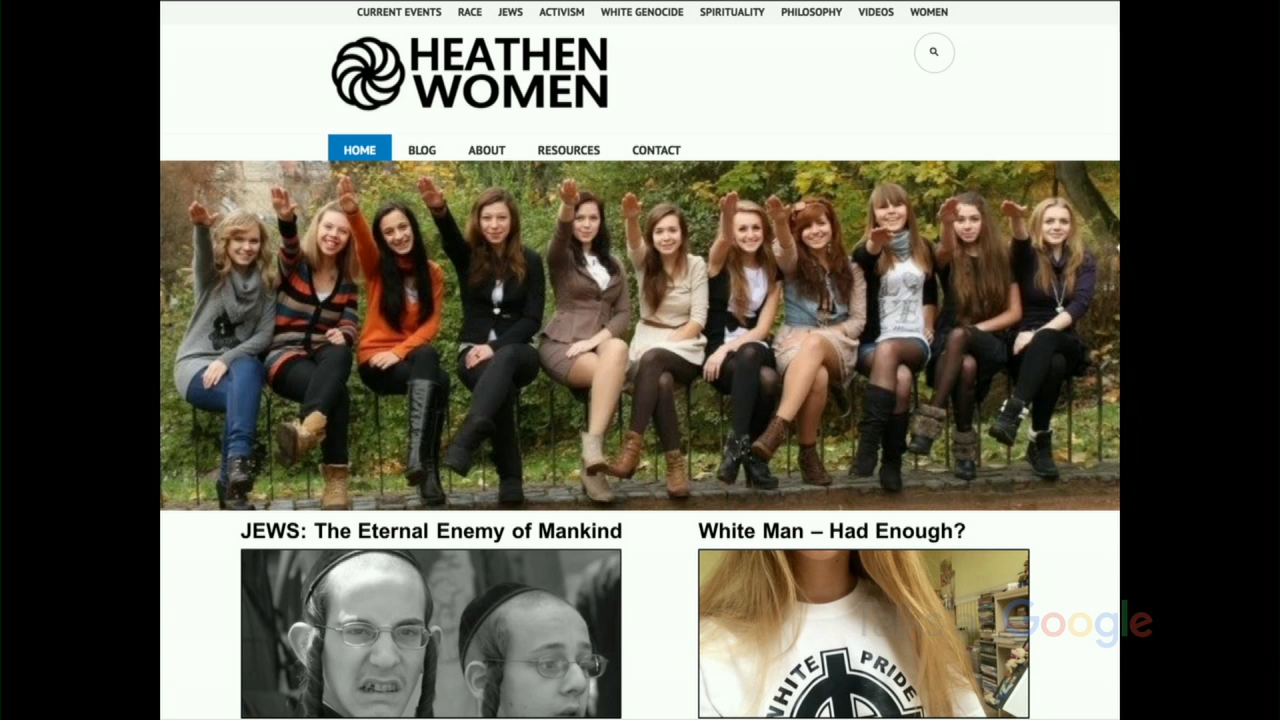 CURRENT EVENTS RACE JEWS ACTIVISM WHITE GENOCIDE SPIRITUALITY PHILOSOPHY VIDEOS WOMEN
HEATHEN
WOMEN
HOME BLOG ABOUT RESOURCES CONTACT
JEWS: The Eternal Enemy of Mankind
White Man – Had Enough?
Google
WHITE PRIDE